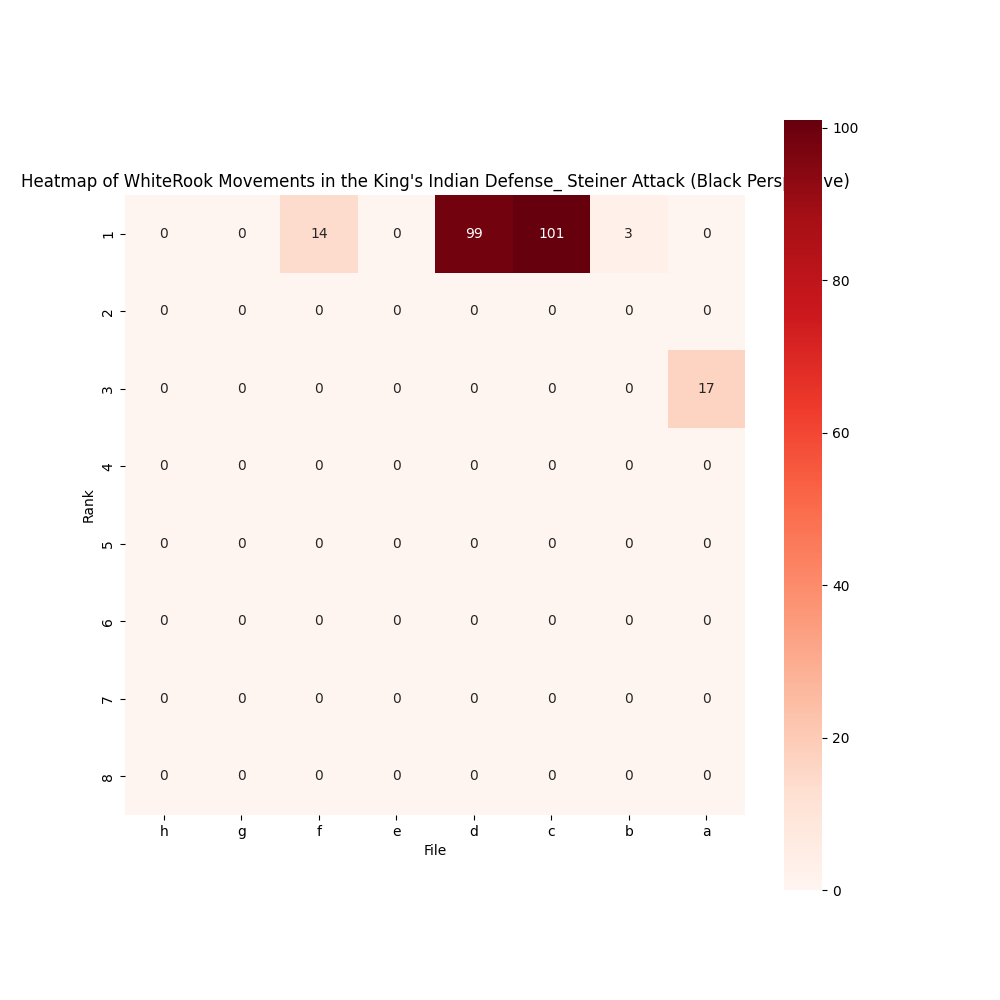 100
Heatmap of WhiteRook Movements in the King's Indian Defense_ Steiner Attack (Black Pers ve)
1 0 0 14 0 99 101 3 0
80
2 0 0 0 0 0 0 0 0
3 0 0 0 0 0 0 0 17
60
4 0 0 0 0 0 0 0 0
Rank
5 0 0 0 0 0 0 0 0
40
6 0 0 0 0 0 0 0 0
7 0 0 0 0 0 0 0 0
20
8 0 0 0 0 0 0 0 0
h g f e d c b a
File
0